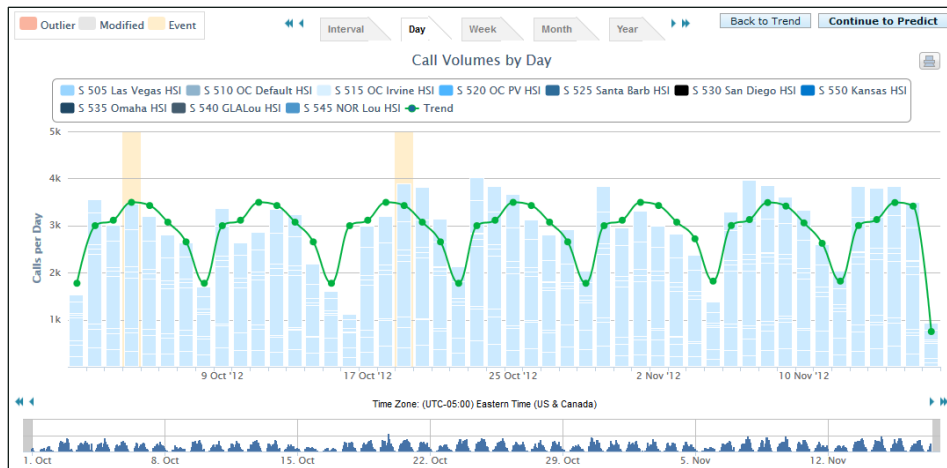 Outlier Modified Event
Interval Day Week Month Year
Back to Trend Continue to Predict
Call Volumes by Day
S 505 Las Vegas HSI S 510 OC Default HSI S 515 OC Irvine HSI S 520 OC PV HSI S 525 Santa Barb HSI S 530 San Diego HSI S 550 Kansas HSI
S 535 Omaha HSI S 540 GLALou HSI S 545 NOR Lou HSI Trend
5k
4k
3k
2k
1k
Calls per Day
9 Oct '12 17 Oct '12 25 Oct '12 2 Nov '12 10 Nov '12
Time Zone: (UTC-05:00) Eastern Time (US & Canada)
1. Oct 8. Oct 15. Oct 22. Oct 29. Oct 5. Nov 12. Nov